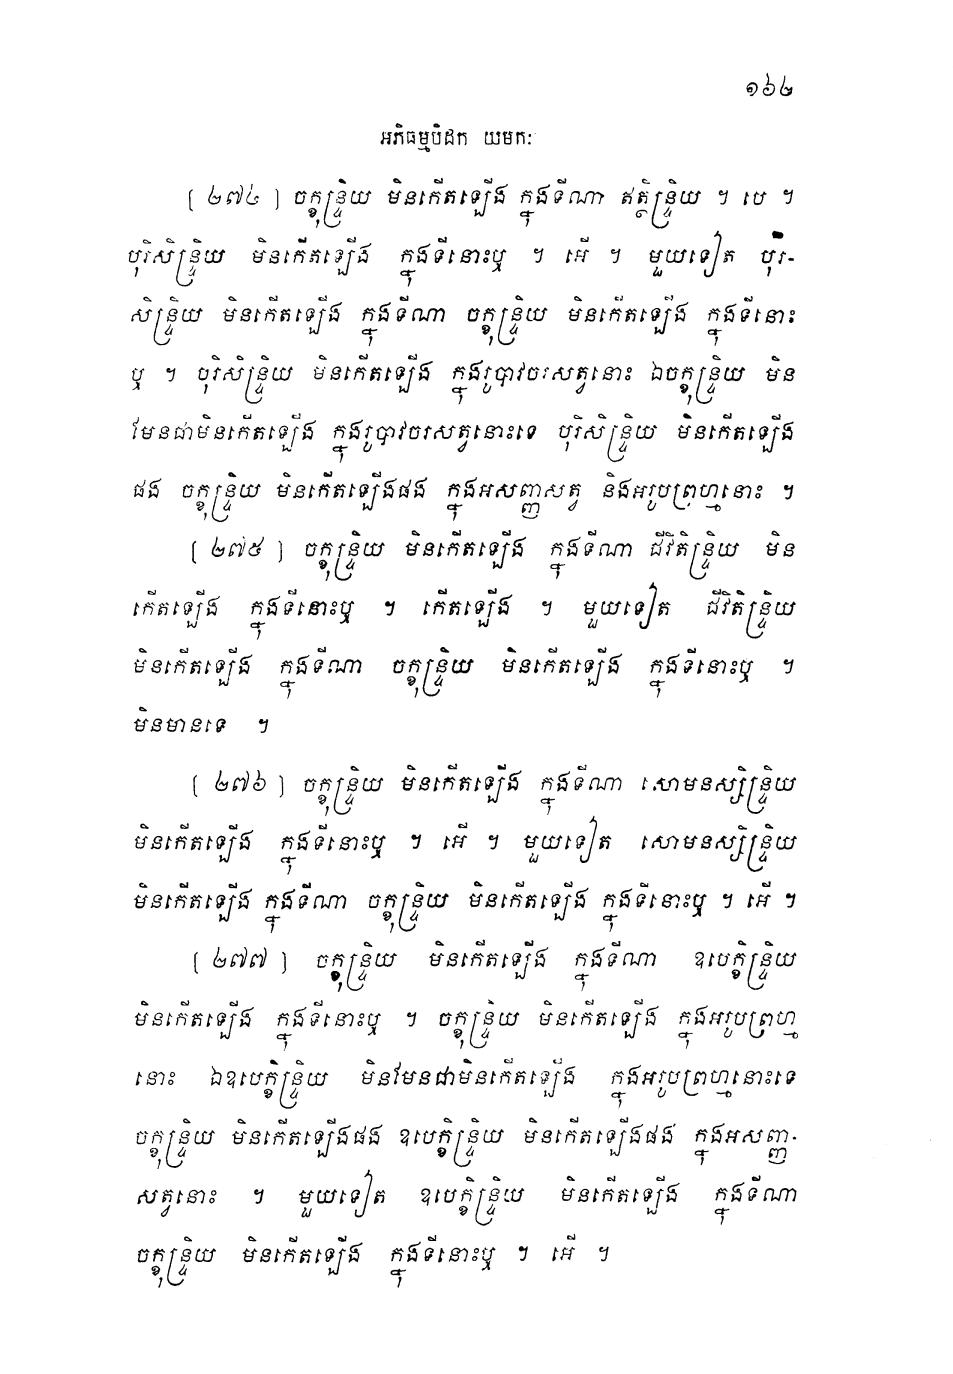 ១៦២
អភិធម្មបិដក យមកៈ
[ ២៧៤ ] ចក្ខុន្ទ្រិយ មិនកើតឡើង ក្នុងទីណា ឥត្ថិន្ទ្រិយ ។ បេ ។
បុរិសិន្ទ្រិយ មិនកើតឡើង ក្នុងទីនោះឬ ។ អើ ។ មួយទៀត បុរិ-
សិន្ទ្រិយ មិនកើតឡើង ក្នុងទីណា ចក្ខុន្ទ្រិយ មិនកើតឡើង ក្នុងទីនោះ
ឬ ។ បុរិសិន្ទ្រិយ មិនកើតឡើង ក្នុងរូបាវចរសត្វនោះ ឯចក្ខុន្ទ្រិយ មិន
មែនជាមិនកើតឡើង ក្នុងរូបាវចរសត្វនោះទេ បុរិសិន្ទ្រិយ មិនកើតឡើង
ផង ចក្ខុន្ទ្រិយ មិនកើតឡើងផង ក្នុងអសញ្ញសត្វ និងអរូបព្រហ្មនោះ ។
[ ២៧៥ ] ចក្ខុន្ទ្រិយ មិនកើតឡើង ក្នុងទីណា ជីវិតិន្ទ្រិយ មិន
កើតឡើង ក្នុងទីនោះឬ ។ កើតឡើង ។ មួយទៀត ជីវិតិន្ទ្រិយ
មិនកើតឡើង ក្នុងទីណា ចក្ខុន្ទ្រិយ មិនកើតឡើង ក្នុងទីនោះឬ ។
មិនមានទេ ។
[ ២៧៦ ] ចក្ខុន្ទ្រិយ មិនកើតឡើង ក្នុងទីណា សោមនស្សិន្ទ្រិយ
មិនកើតឡើង ក្នុងទីនោះឬ ។ អើ ។ មួយទៀត សោមនស្សិន្ទ្រិយ
មិនកើតឡើង ក្នុងទីណា ចក្ខុន្ទ្រិយ មិនកើតឡើង ក្នុងទីនោះឬ ។ អើ ។
[ ២៧៧ ] ចក្ខុន្ទ្រិយ មិនកើតឡើង ក្នុងទីណា ឧបេក្ខិន្ទ្រិយ
មិនកើតឡើង ក្នុងទីនោះឬ ។ ចក្ខុន្ទ្រិយ មិនកើតឡើង ក្នុងអរូបព្រហ្ម
នោះ ឯឧបេក្ខិន្ទ្រិយ មិនមែនជាមិនកើតឡើង ក្នុងអរូបព្រហ្មនោះទេ
ចក្ខុន្ទ្រិយ មិនកើតឡើងផង ឧបេក្ខិន្ទ្រិយ មិនកើតឡើងផង ក្នុងអសញ្ញ-
សត្វនោះ ។ មួយទៀត ឧបេក្ខិន្ទ្រិយ មិនកើតឡើង ក្នុងទីណា
ចក្ខុន្ទ្រិយ មិនកើតឡើង ក្នុងទីនោះឬ ។ អើ ។